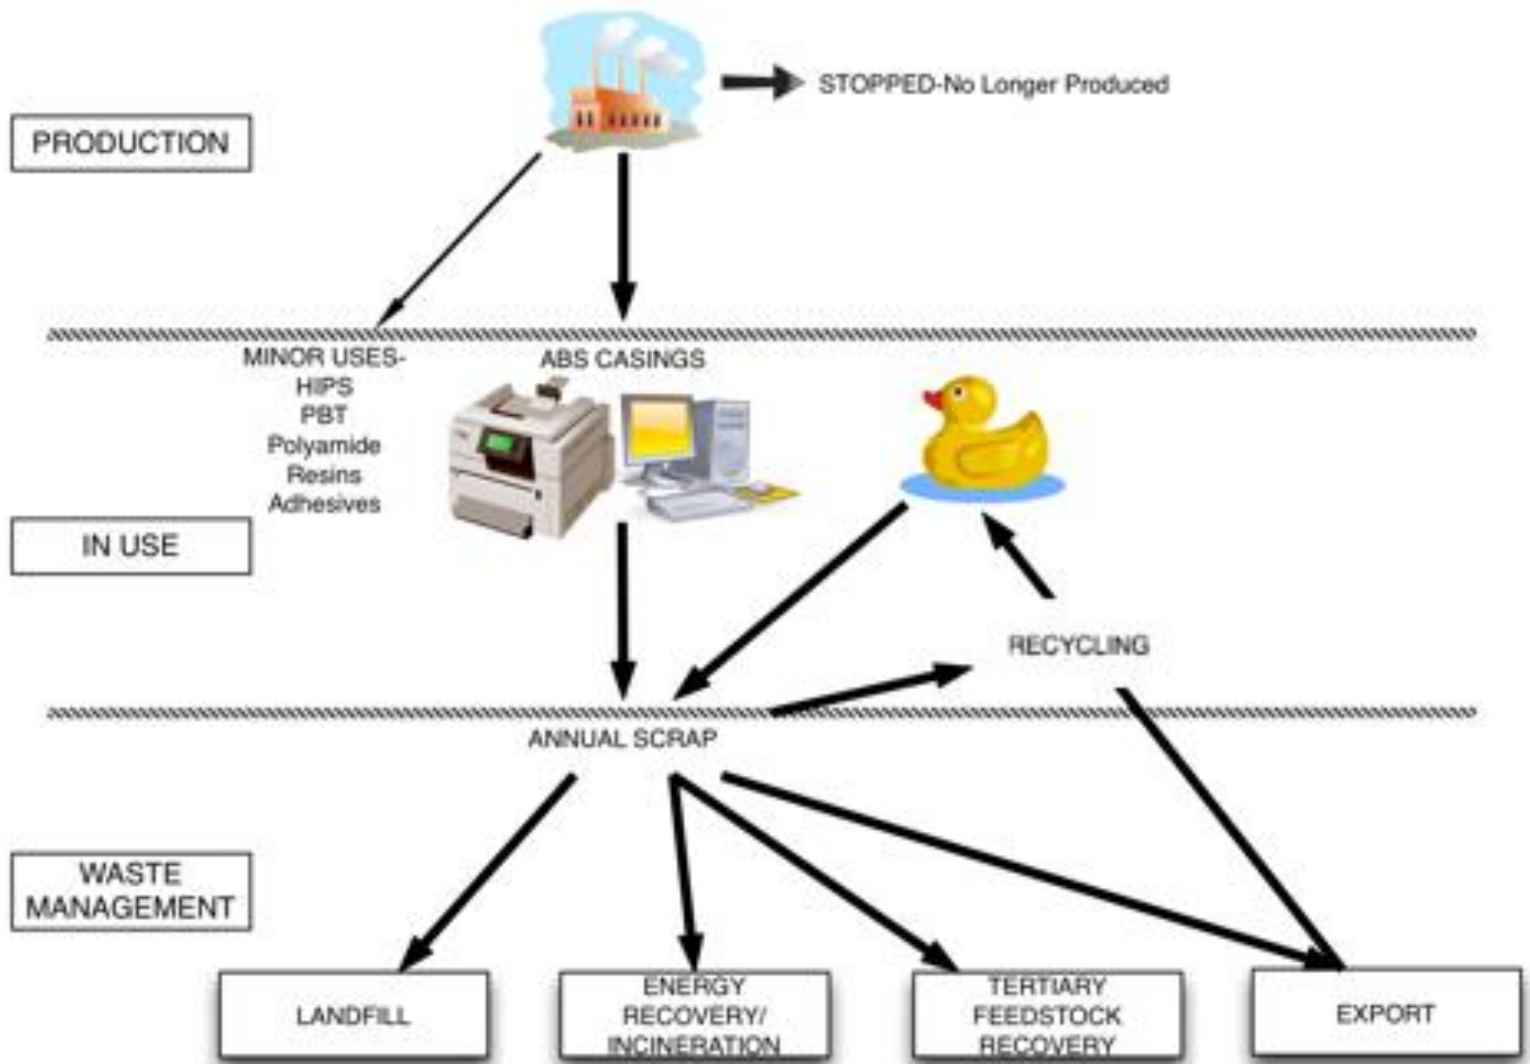 STOPPED-No Longer Produced
PRODUCTION
MINOR USES-
HIPS
PBT
Polyamide
Resins
Adhesives
ABS CASINGS
IN USE
RECYCLING
ANNUAL SCRAP
WASTE
MANAGEMENT
LANDFILL
ENERGY
RECOVERY/
INCINERATION
TERTIARY
FEEDSTOCK
RECOVERY
EXPORT